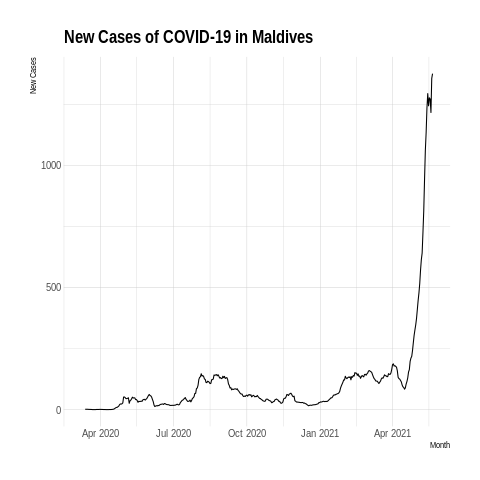 New Cases of COVID-19 in Maldives
New Cases
1000
500
0
Apr 2020 Jul 2020 Oct 2020 Jan 2021 Apr 2021
Month